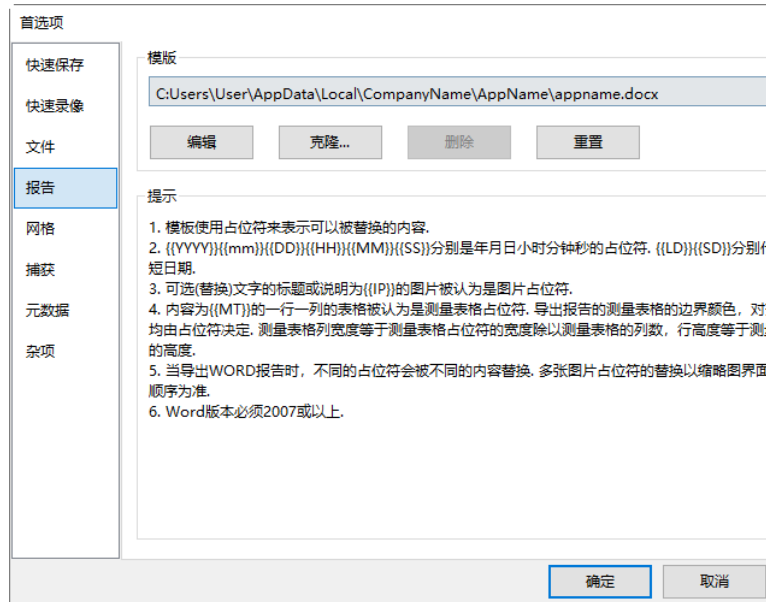 首选项
快速保存
快速录像
文件
报告
网格
捕获
元数据
杂项
模版
C:Users\User\AppData\Local\CompanyName\AppName\appname.docx
编辑
克隆...
删除
重置
提示
1. 模板使用占位符来表示可以被替换的内容.
2. {{YYYY}}{{mm}}{{DD}}{{HH}}{{MM}}{{SS}}分别是年月日小时分钟秒的占位符. {{LD}}{{SD}}分别
短日期.
3. 可选(替换)文字的标题或说明为{{IP}}的图片被认为是图片占位符.
4. 内容为{{MT}}的一行一列的表格被认为是测量表格占位符. 导出报告的测量表格的边界颜色，对
均由占位符决定. 测量表格列宽度等于测量表格占位符的宽度除以测量表格的列数，行高度等于测
的高度.
5. 当导出WORD报告时，不同的占位符会被不同的内容替换. 多张图片占位符的替换以缩略图界面
顺序为准.
6. Word版本必须2007或以上.
确定
取消